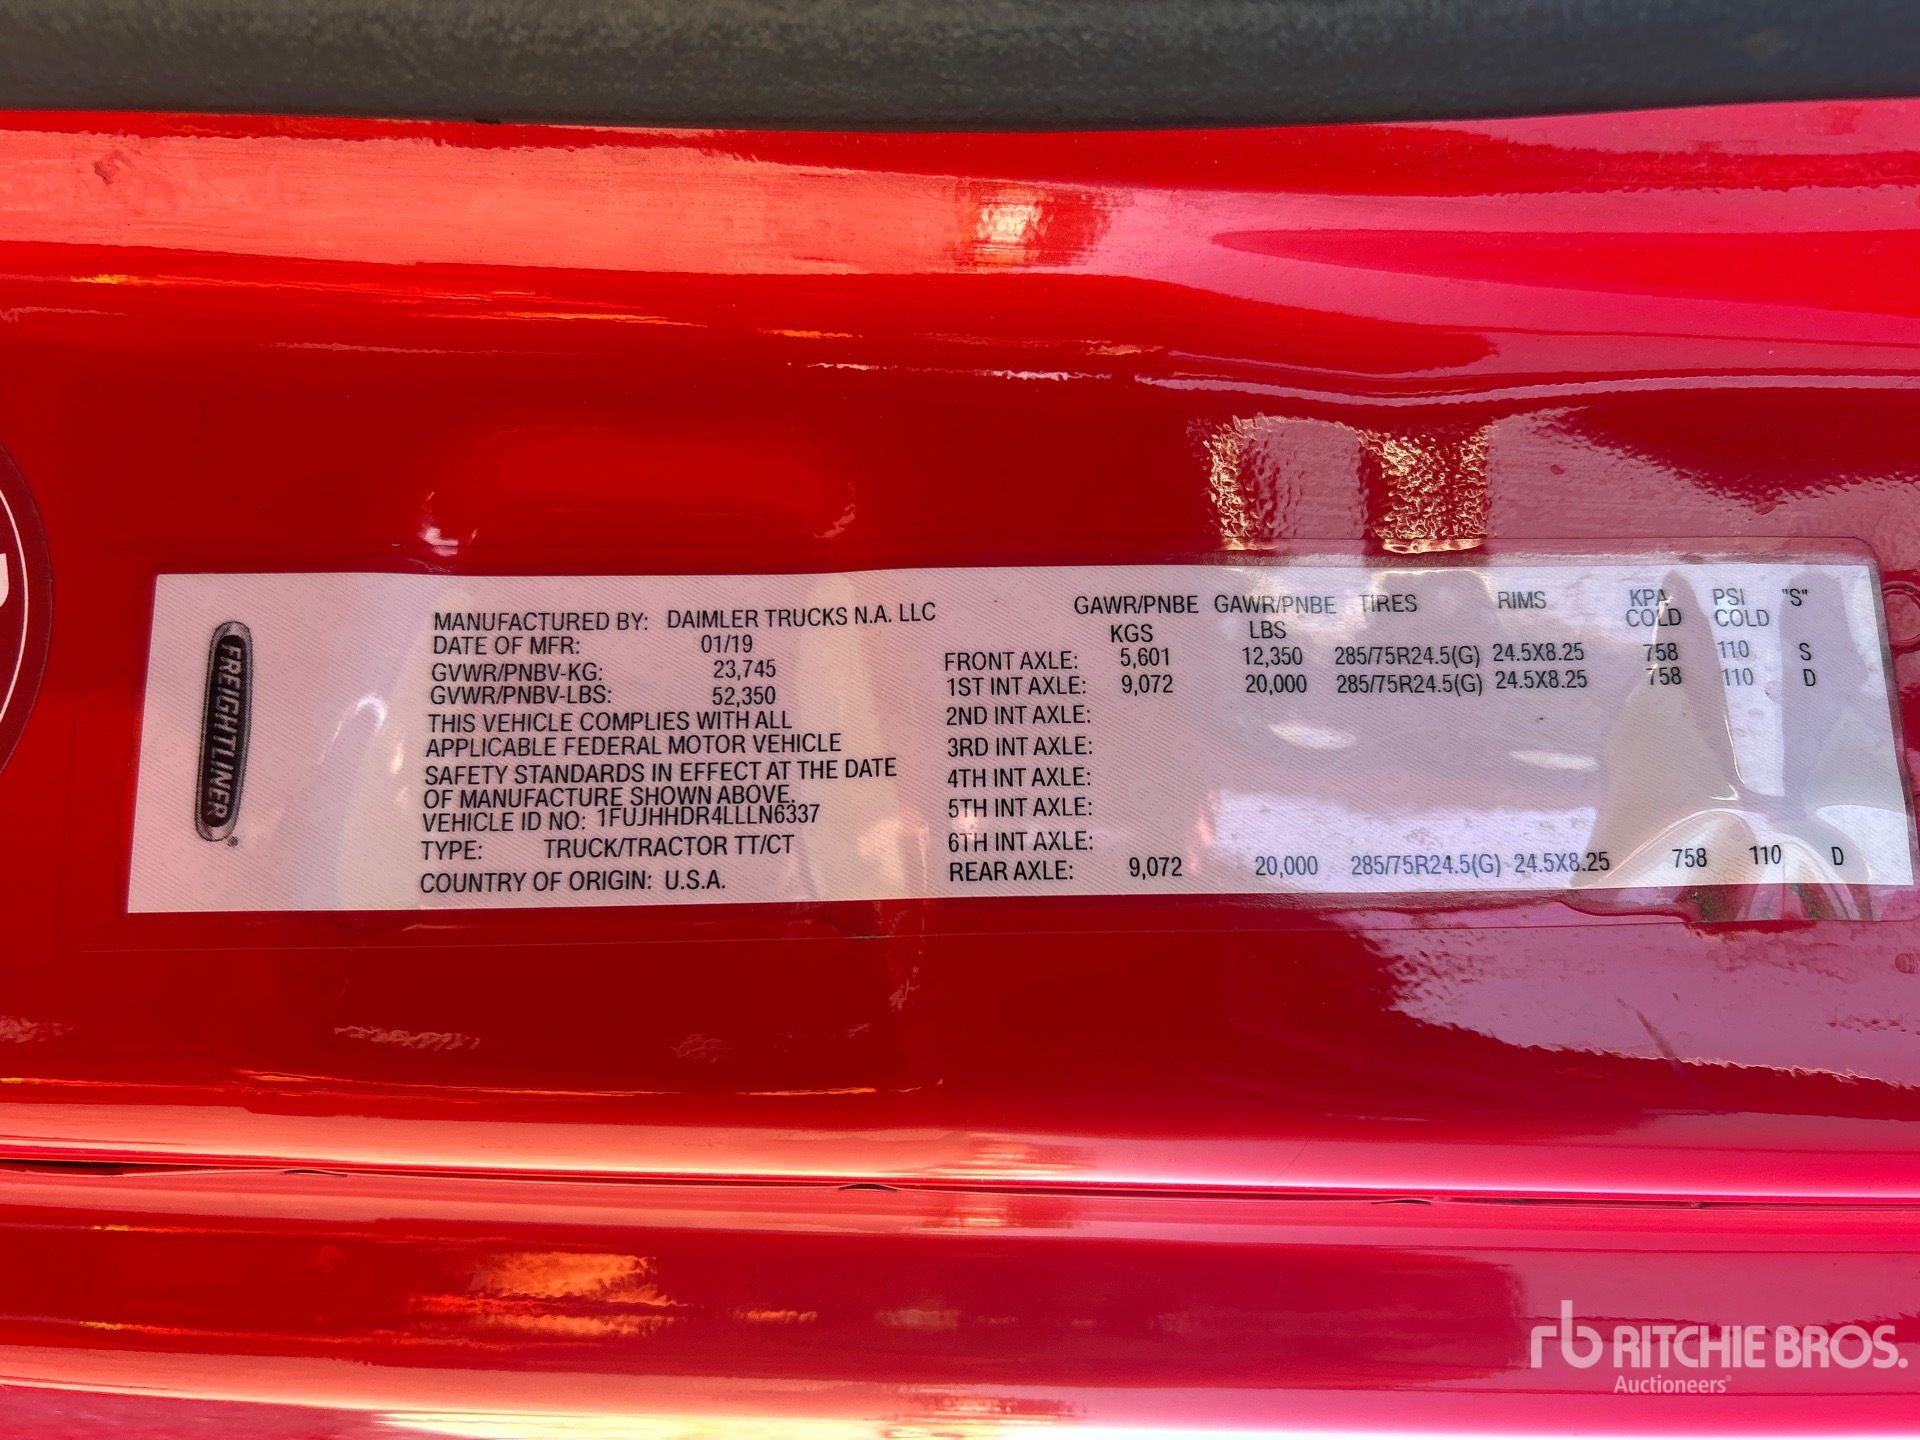 FREIGHTLINER®
MANUFACTURED BY: DAIMLER TRUCKS N.A. LLC
DATE OF MFR: 01/19
GVWR/PNBV-KG: 23,745
GVWR/PNBV-LBS: 52,350
THIS VEHICLE COMPLIES WITH ALL
APPLICABLE FEDERAL MOTOR VEHICLE
SAFETY STANDARDS IN EFFECT AT THE DATE
OF MANUFACTURE SHOWN ABOVE.
VEHICLE ID NO: 1FUJHHDR4LLLN6337
TYPE: TRUCK/TRACTOR TT/CT
COUNTRY OF ORIGIN: U.S.A.
GAWR/PNBE GAWR/PNBE TIRES RIMS KPA PSI "S"
KGS LBS COLD COLD
FRONT AXLE: 5,601 12,350 285/75R24.5(G) 24.5X8.25 758 110 S
1ST INT AXLE: 9,072 20,000 285/75R24.5(G) 24.5X8.25 758 110 D
2ND INT AXLE:
3RD INT AXLE:
4TH INT AXLE:
5TH INT AXLE:
6TH INT AXLE:
REAR AXLE: 9,072 20,000 285/75R24.5(G) 24.5X8.25 758 110 D
rb RITCHIE BROS.
Auctioneers®